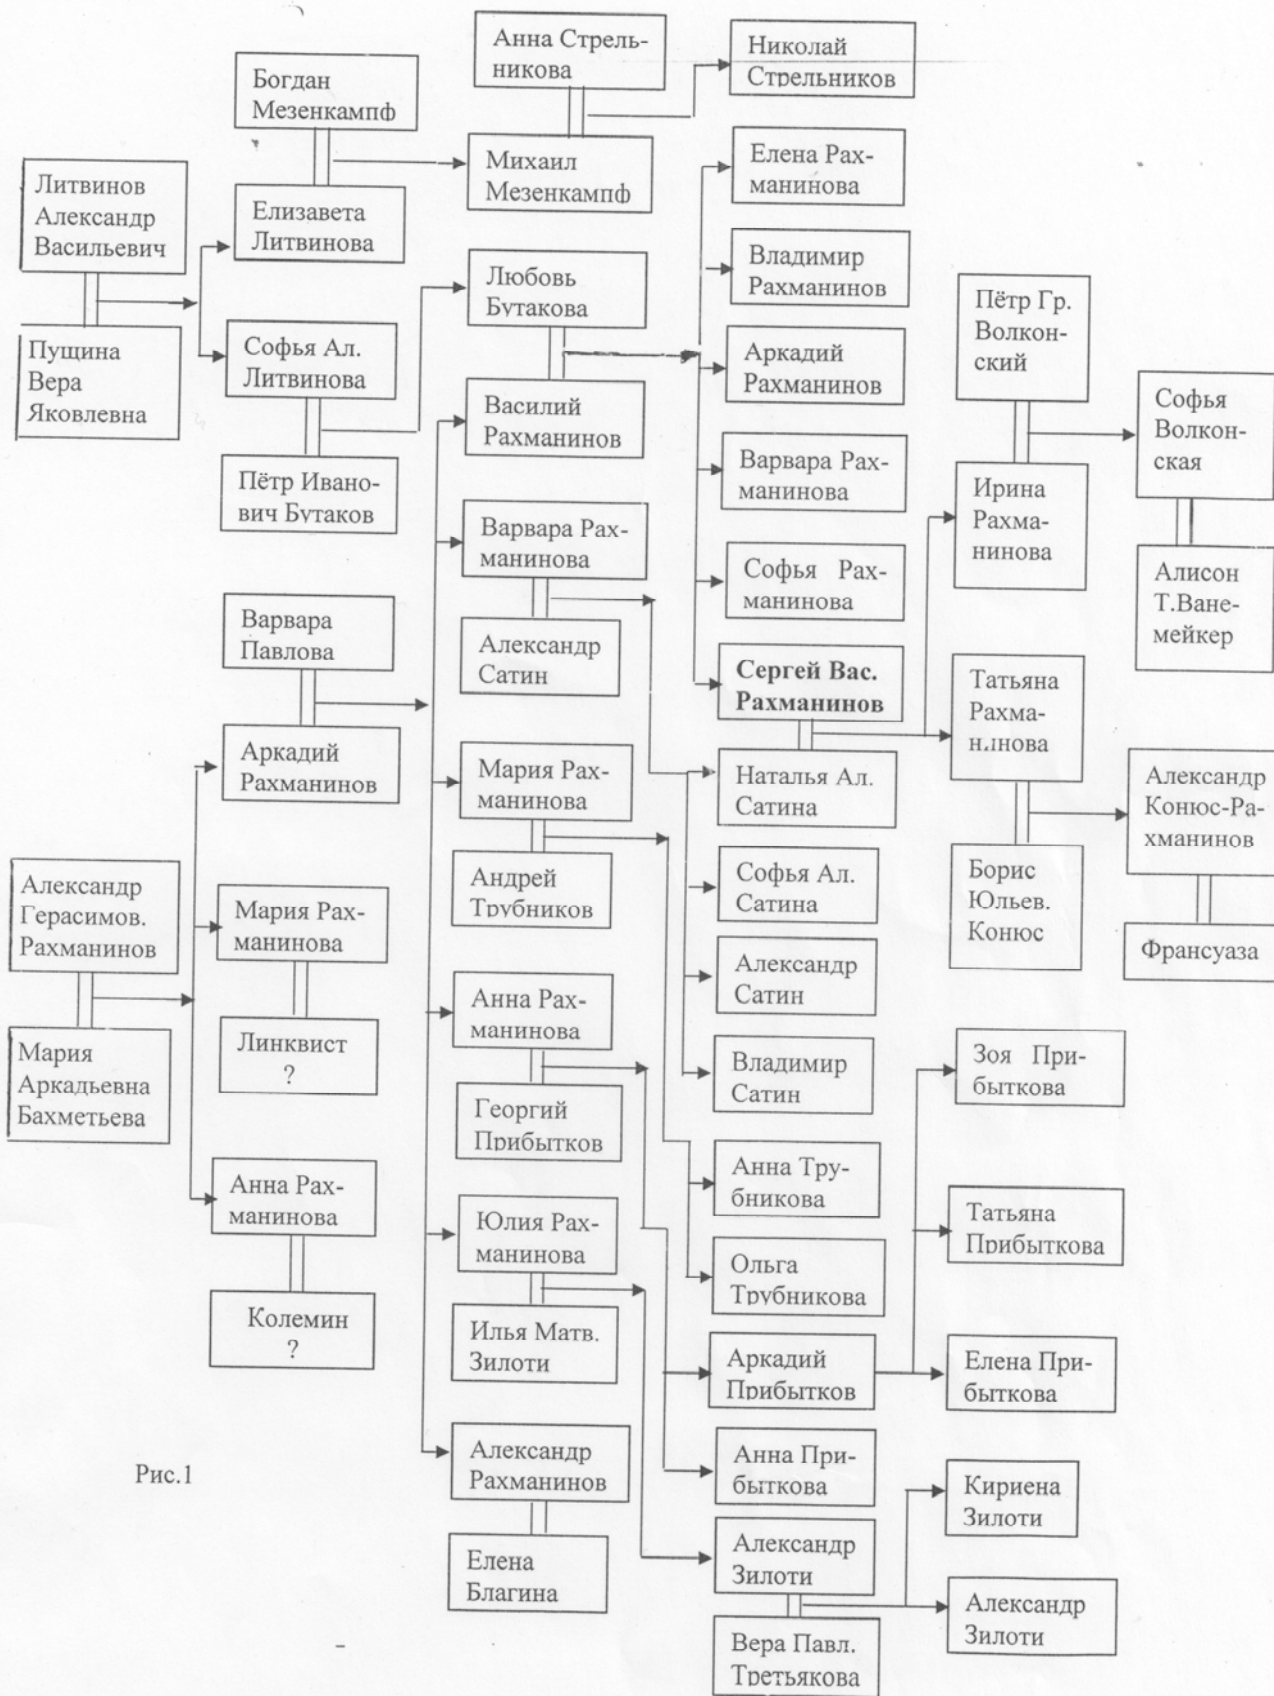 Анна Стрель-
никова
Николай
Стрельников
Богдан
Мезенкампф
Михаил
Мезенкампф
Елена Рах-
манинова
Литвинов
Александр
Васильевич
Елизавета
Литвинова
Владимир
Рахманинов
Любовь
Бутакова
Пётр Гр.
Волкон-
ский
Пущина
Вера
Яковлевна
Софья Ал.
Литвинова
Аркадий
Рахманинов
Софья
Волкон-
ская
Василий
Рахманинов
Варвара Рах-
манинова
Пётр Ивано-
вич Бутаков
Ирина
Рахма-
нинова
Варвара Рах-
манинова
Софья Рах-
манинова
Алисон
Т.Ване-
мейкер
Варвара
Павлова
Александр
Сатин
Сергей Вас.
Рахманинов
Татьяна
Рахма-
нинова
Аркадий
Рахманинов
Мария Рах-
манинова
Наталья Ал.
Сатина
Александр
Конюс-Ра-
хманинов
Александр
Герасимов.
Рахманинов
Мария Рах-
манинова
Андрей
Трубников
Софья Ал.
Сатина
Борис
Юльев.
Конюс
Франсуаза
Александр
Сатин
Анна Рах-
манинова
Линквист
?
Мария
Аркадьевна
Бахметьева
Владимир
Сатин
Зоя При-
быткова
Георгий
Прибытков
Анна Рах-
манинова
Анна Тру-
бникова
Юлия Рах-
манинова
Татьяна
Прибыткова
Ольга
Трубникова
Колемин
?
Илья Матв.
Зилоти
Аркадий
Прибытков
Елена При-
быткова
Александр
Рахманинов
Анна При-
быткова
Рис.1
Кириена
Зилоти
Елена
Благина
Александр
Зилоти
Александр
Зилоти
Вера Павл.
Третьякова